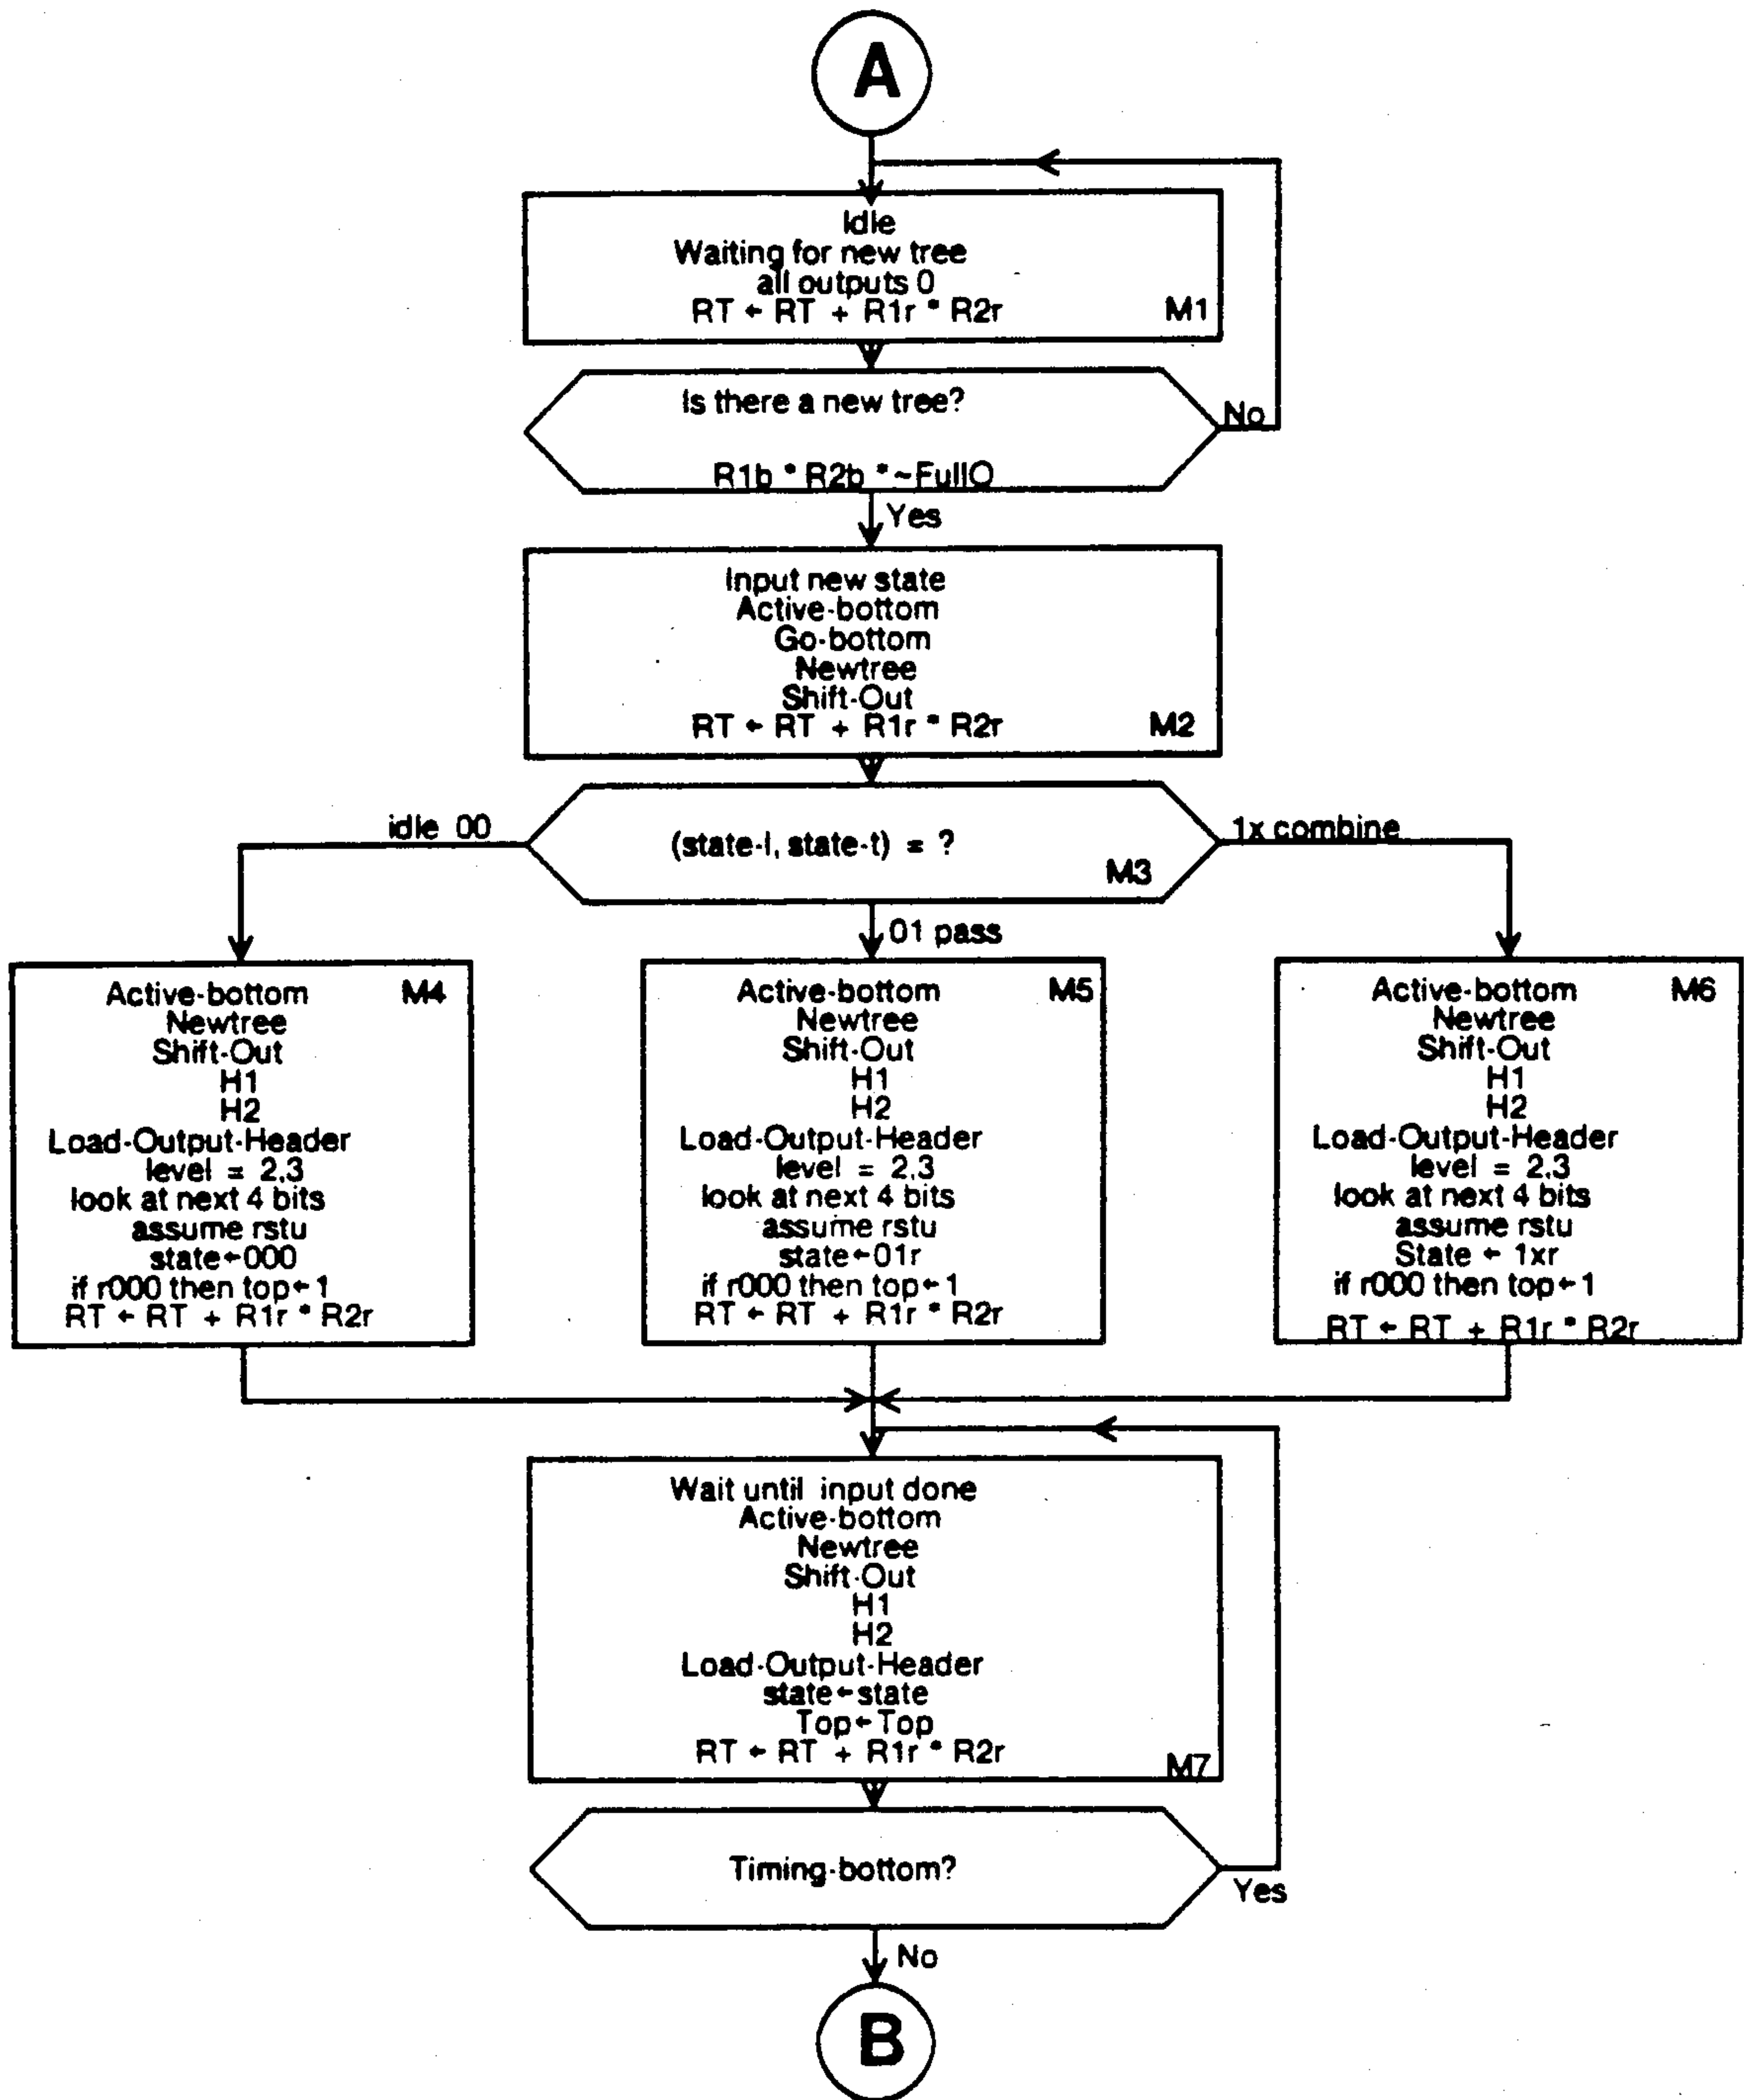 A
Idle
Waiting for new tree
all outputs 0
RT ← RT + R1r * R2r
M1
Is there a new tree?
No
R1b * R2b * ~FullO
Yes
Input new state
Active-bottom
Go-bottom
Newtree
Shift-Out
RT ← RT + R1r * R2r
M2
idle 00
(state-l, state-t) = ?
1x combine
M3
01 pass
Active-bottom
M4
Newtree
Shift-Out
H1
H2
Load-Output-Header
level = 2,3
look at next 4 bits
assume rstu
state←000
if r000 then top←1
RT ← RT + R1r * R2r
Active-bottom
M5
Newtree
Shift-Out
H1
H2
Load-Output-Header
level = 2,3
look at next 4 bits
assume rstu
state←01r
if r000 then top←1
RT ← RT + R1r * R2r
Active-bottom
M6
Newtree
Shift-Out
H1
H2
Load-Output-Header
level = 2,3
look at next 4 bits
assume rstu
State ← 1xr
if r000 then top←1
RT ← RT + R1r * R2r
Wait until input done
Active-bottom
Newtree
Shift-Out
H1
H2
Load-Output-Header
state←state
Top←Top
RT ← RT + R1r * R2r
M7
Timing-bottom?
Yes
No
B